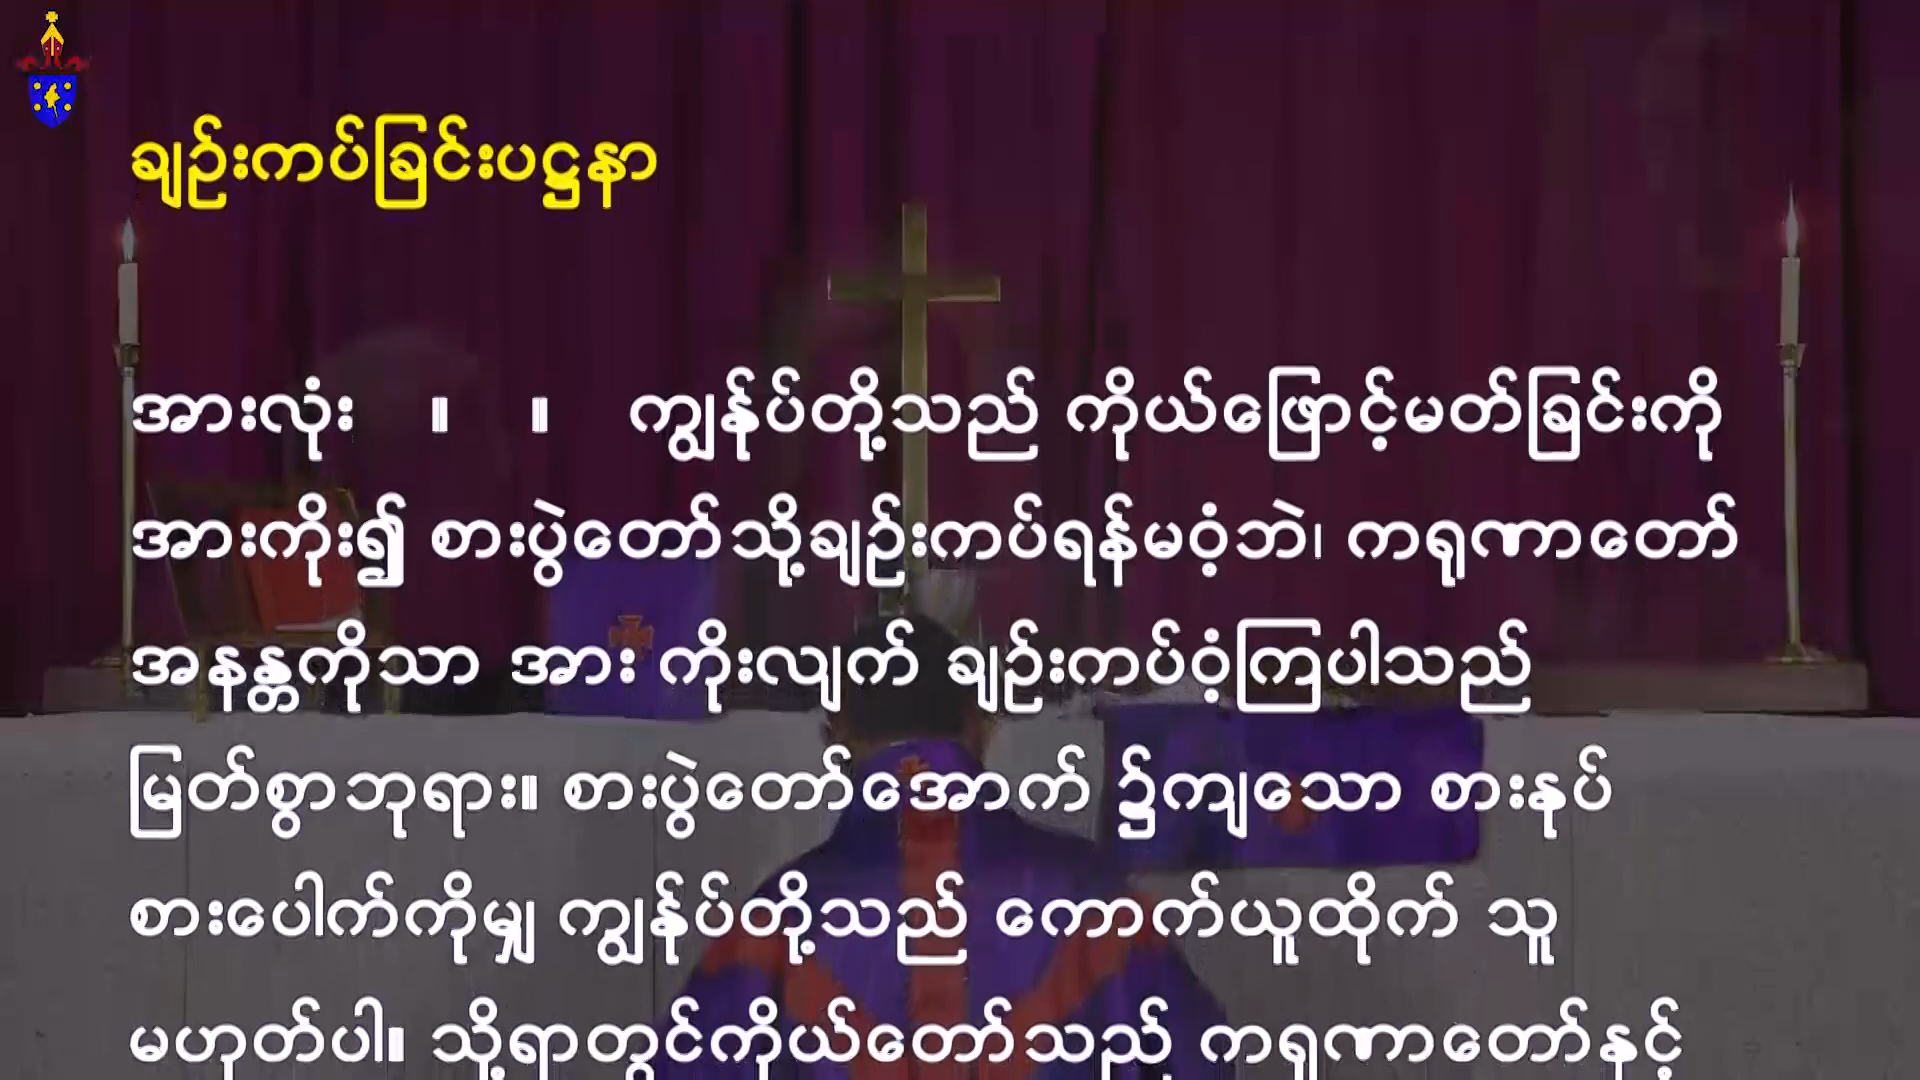 ချဉ်းကပ်ခြင်းပဋ္ဌနာ
အားလုံး ။ ။ ကျွန်ုပ်တို့သည် ကိုယ်ဖြောင့်မတ်ခြင်းကို
အားကိုး၍ စားပွဲတော်သို့ချဉ်းကပ်ရန်မဝံ့ဘဲ၊ ကရုဏာတော်
အနန္တကိုသာ အား ကိုးလျက် ချဉ်းကပ်ဝံ့ကြပါသည်
မြတ်စွာဘုရား။ စားပွဲတော်အောက် ၌ကျသော စားနုပ်
စားပေါက်ကိုမျှ ကျွန်ုပ်တို့သည် ကောက်ယူထိုက် သူ
မဟုတ်ပါ။ သို့ရာတွင်ကိုယ်တော်သည် ကရုဏာတော်နှင့်